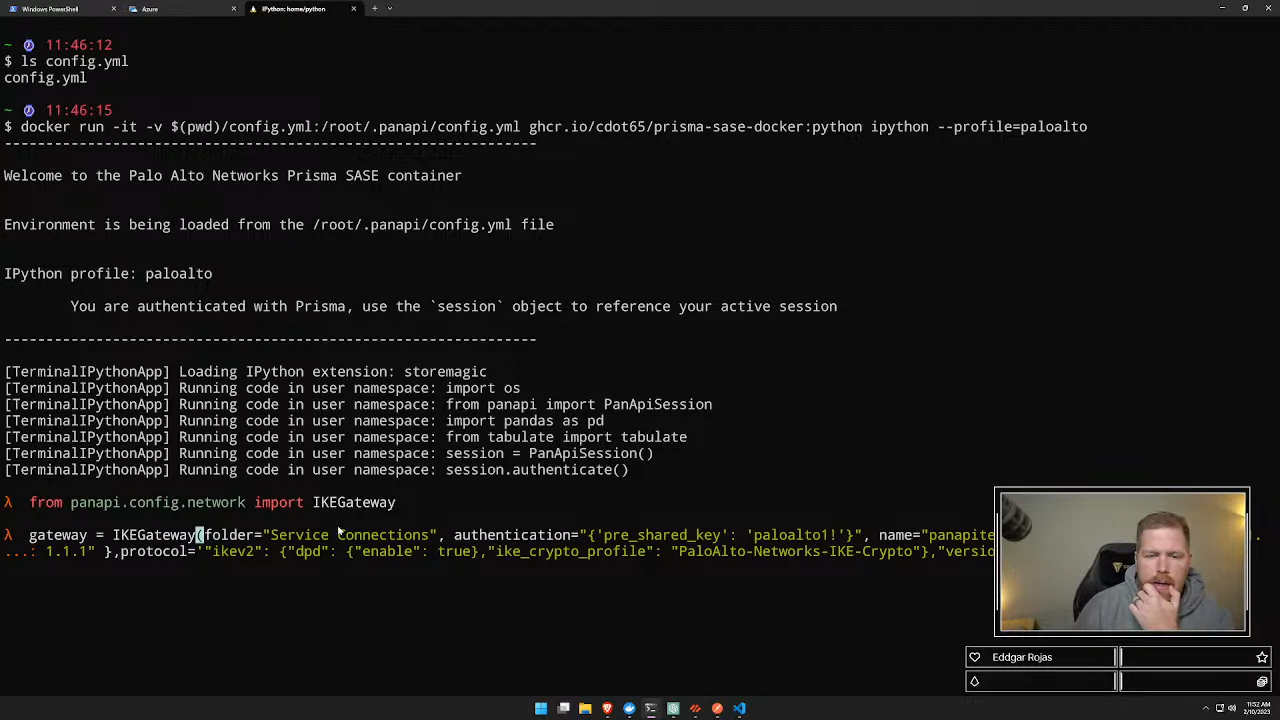 Windows PowerShell
Azure
IPython: home/python
~ 11:46:12
$ ls config.yml
config.yml
~ 11:46:15
$ docker run -it -v $(pwd)/config.yml:/root/.panapi/config.yml ghcr.io/cdot65/prisma-sase-docker:python ipython --profile=paloalto
---------------------------------------------------------------
Welcome to the Palo Alto Networks Prisma SASE container
Environment is being loaded from the /root/.panapi/config.yml file
IPython profile: paloalto
You are authenticated with Prisma, use the `session` object to reference your active session
---------------------------------------------------------------
[TerminalIPythonApp] Loading IPython extension: storemagic
[TerminalIPythonApp] Running code in user namespace: import os
[TerminalIPythonApp] Running code in user namespace: from panapi import PanApiSession
[TerminalIPythonApp] Running code in user namespace: import pandas as pd
[TerminalIPythonApp] Running code in user namespace: from tabulate import tabulate
[TerminalIPythonApp] Running code in user namespace: session = PanApiSession()
[TerminalIPythonApp] Running code in user namespace: session.authenticate()
λ from panapi.config.network import IKEGateway
λ gateway = IKEGateway(folder="Service Connections", authentication="{'pre_shared_key': 'paloalto1!'}", name="panapite .
...: 1.1.1" },protocol='"ikev2": {"dpd": {"enable": true},"ike_crypto_profile": "PaloAlto-Networks-IKE-Crypto"},"versio
Eddgar Rojas
11:52 AM
2/10/2023